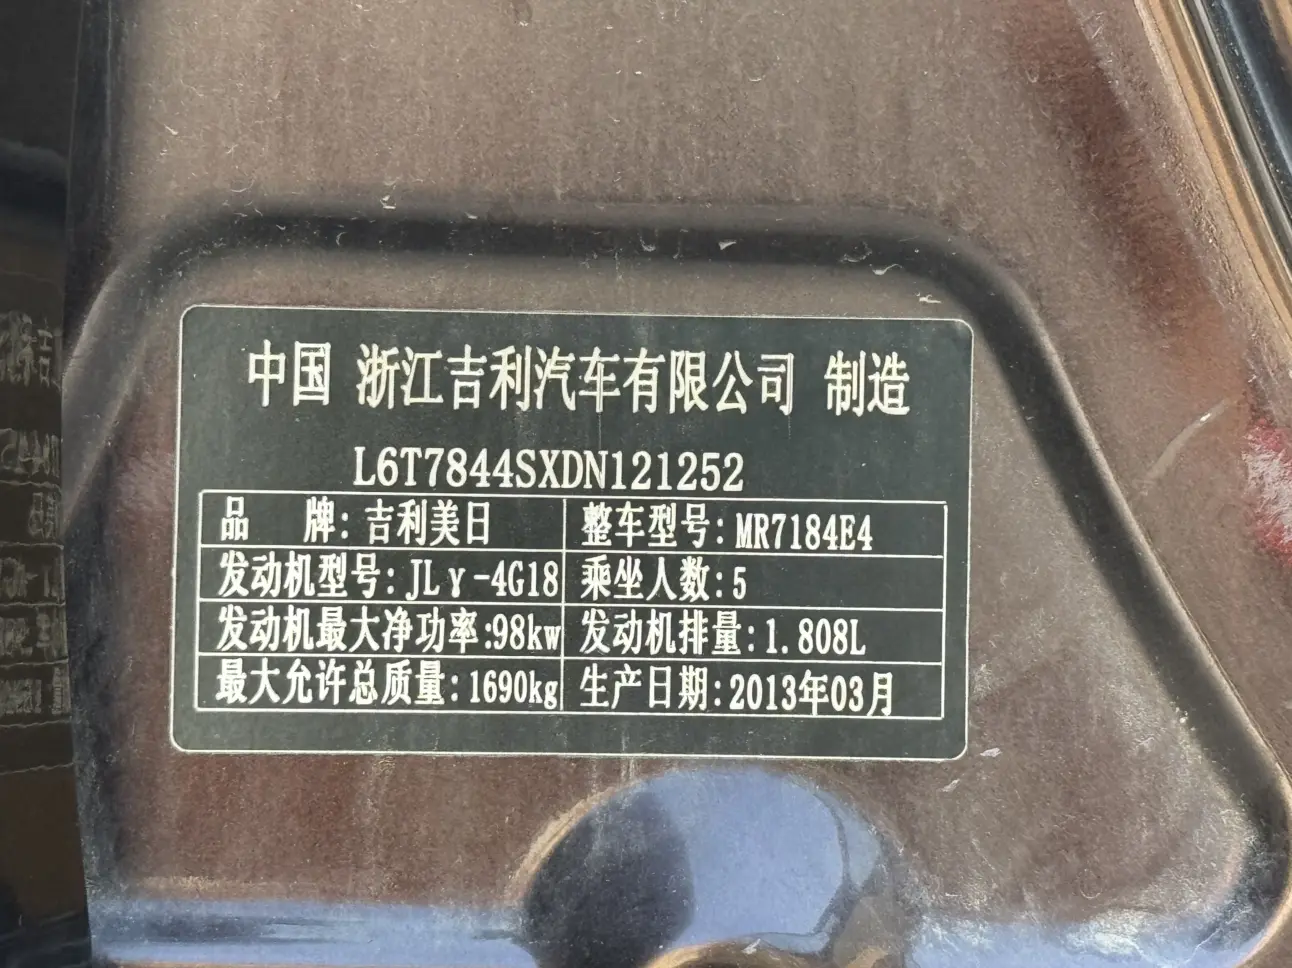 中国 浙江吉利汽车有限公司 制造
L6T7844SXDN121252
品 牌: 吉利美日 整车型号: MR7184E4
发动机型号: JLγ-4G18 乘坐人数: 5
发动机最大净功率:98kw 发动机排量: 1.808L
最大允许总质量: 1690kg 生产日期: 2013年03月